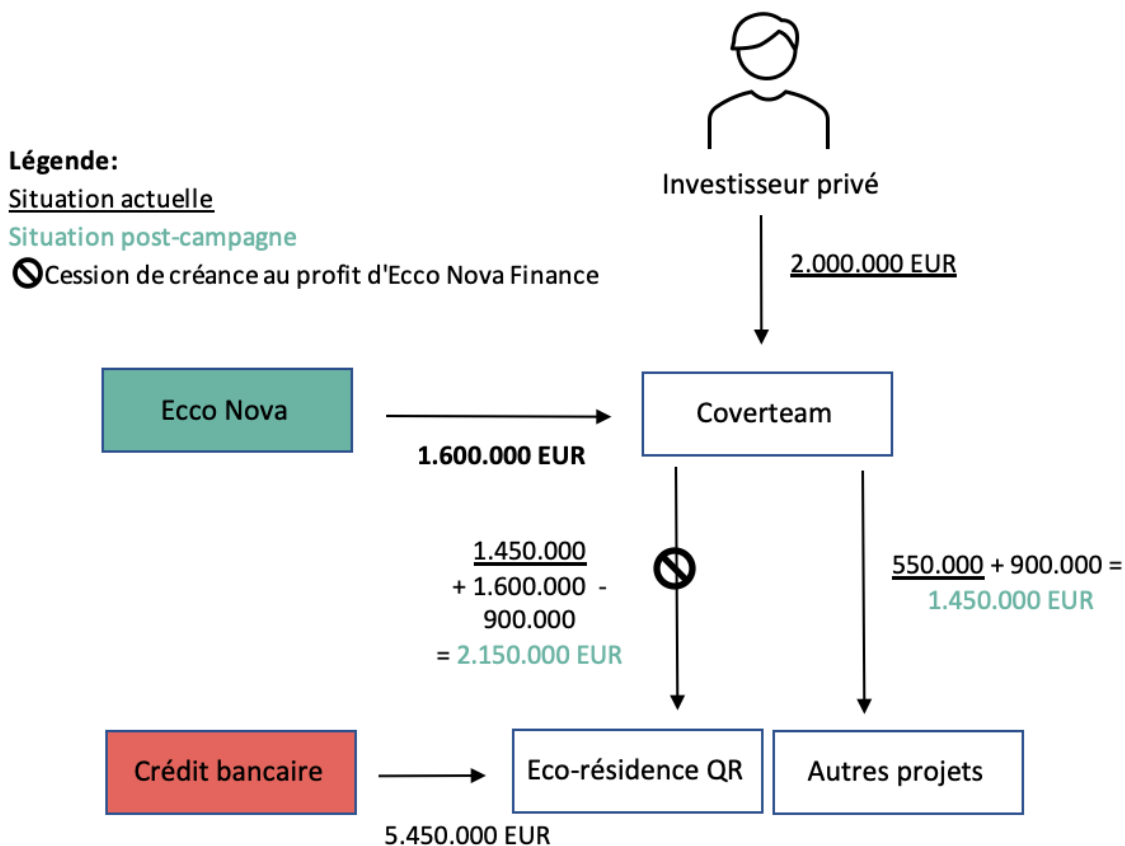 Légende:
Situation actuelle
Situation post-campagne
Cession de créance au profit d'Ecco Nova Finance
Investisseur privé
2.000.000 EUR
Ecco Nova
1.600.000 EUR
Coverteam
1.450.000
+ 1.600.000 -
900.000
= 2.150.000 EUR
550.000 + 900.000 =
1.450.000 EUR
Crédit bancaire
5.450.000 EUR
Eco-résidence QR
Autres projets